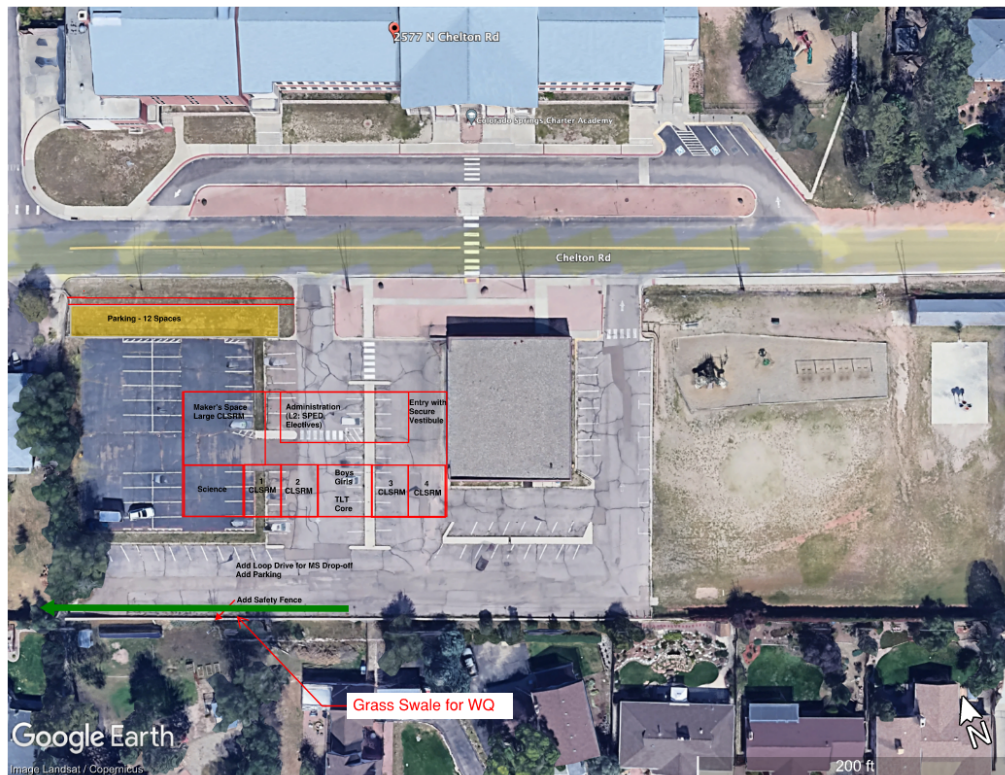 2577 N Chelton Rd
Colorado Springs Charter Academy
Chelton Rd
Parking - 12 Spaces
Maker's Space
Large CLSRM
Administration
(L2: SPED,
Electives)
Entry with
Secure
Vestibule
Science
1
CLSRM
2
CLSRM
Boys
Girls
TLT
Core
3
CLSRM
4
CLSRM
Add Loop Drive for MS Drop-off
Add Parking
Add Safety Fence
Grass Swale for WQ
Google Earth
Image Landsat / Copernicus
200 ft
N